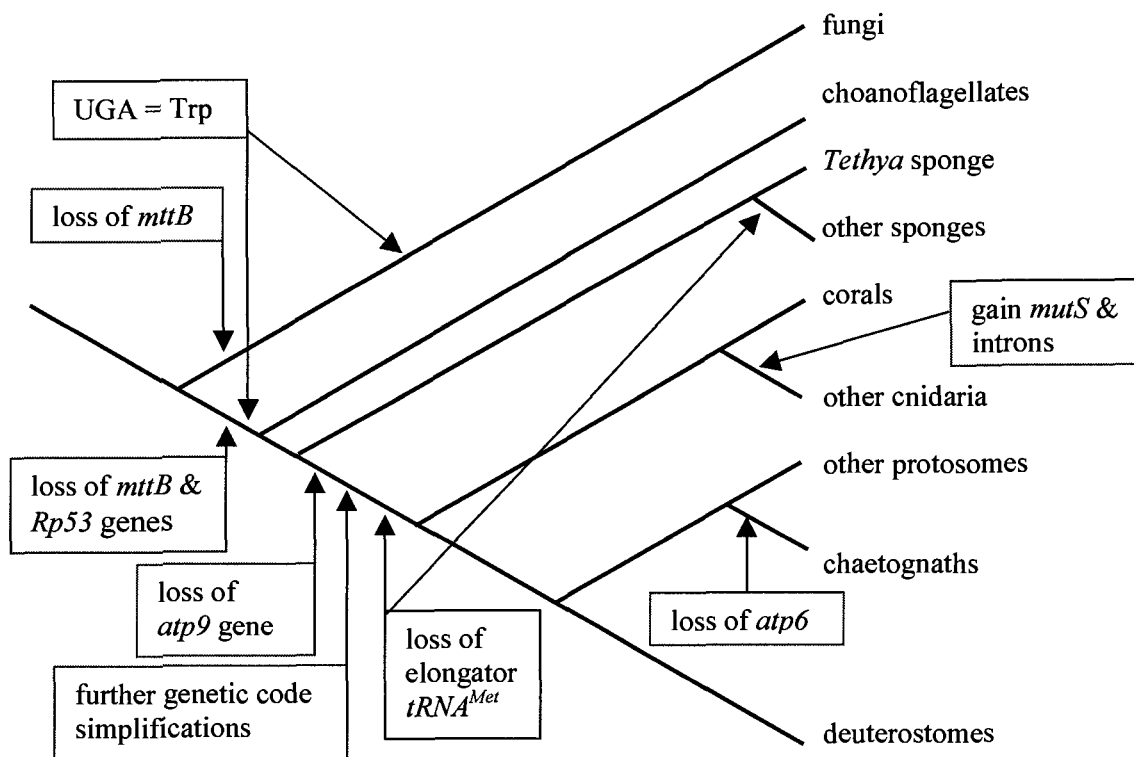 fungi
UGA = Trp
choanoflagellates
Tethya sponge
loss of mttB
other sponges
corals
gain mutS &
introns
other cnidaria
loss of mttB &
Rp53 genes
other protosomes
chaetognaths
loss of
atp9 gene
loss of atp6
loss of
elongator
tRNA^Met
further genetic code
simplifications
deuterostomes